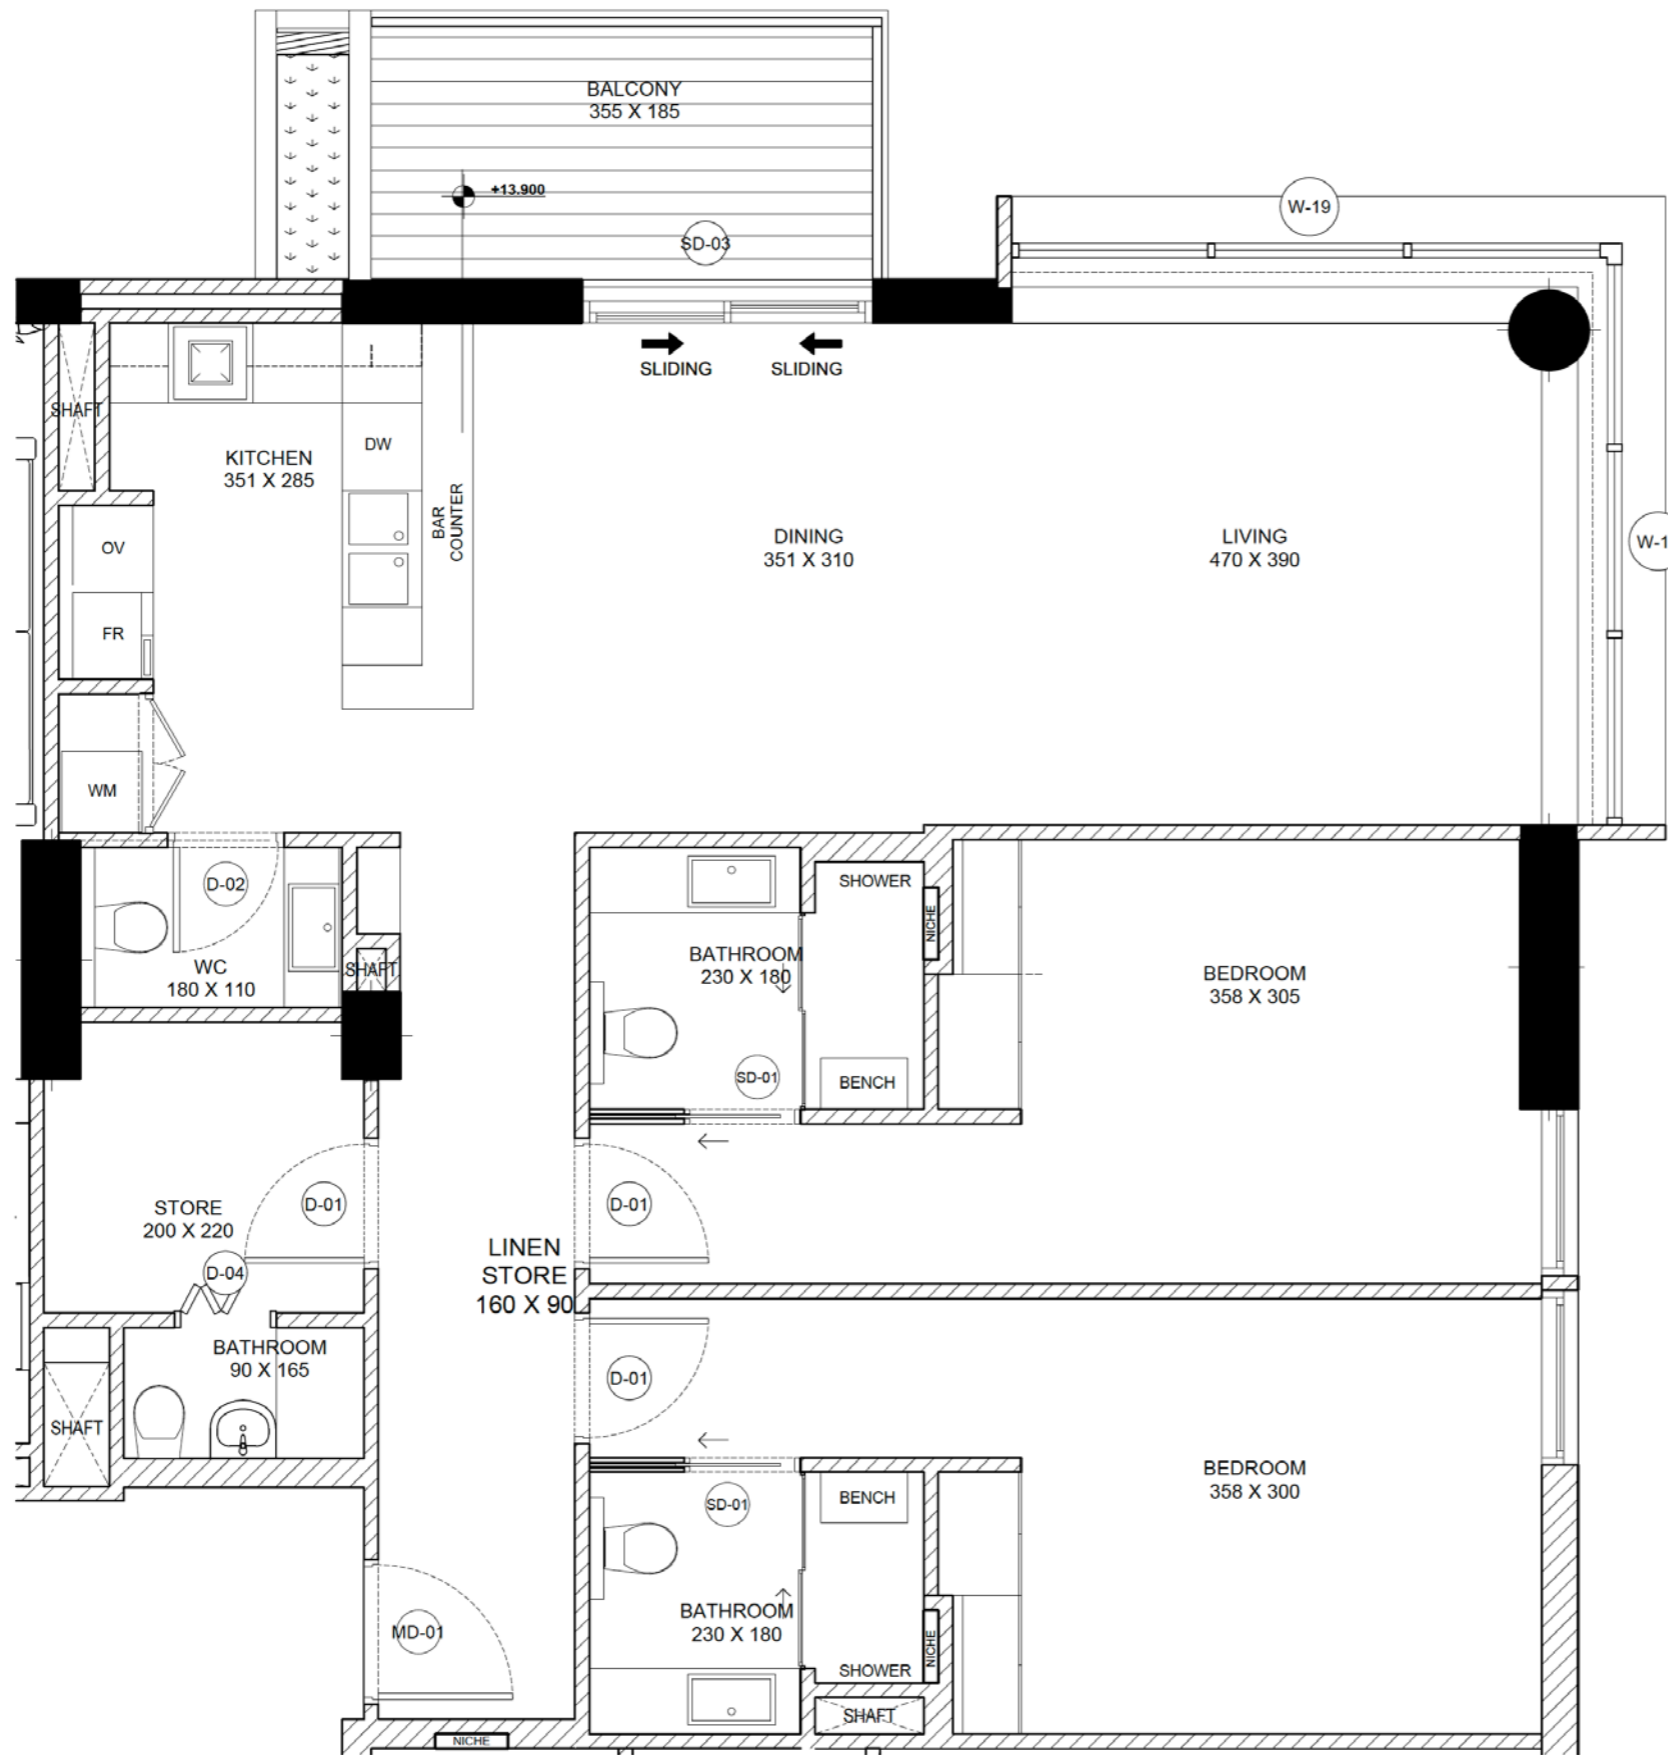 BALCONY
355 X 185
+13.900
SD-03
W-19
SLIDING
SLIDING
SHAFT
KITCHEN
351 X 285
DW
BAR
COUNTER
DINING
351 X 310
LIVING
470 X 390
W-1
OV
FR
WM
D-02
WC
180 X 110
SHAFT
SHOWER
NICHE
BATHROOM
230 X 180
BEDROOM
358 X 305
SD-01
BENCH
STORE
200 X 220
D-01
D-01
D-04
LINEN
STORE
160 X 90
BATHROOM
90 X 165
D-01
SHAFT
BEDROOM
358 X 300
SD-01
BENCH
BATHROOM
230 X 180
MD-01
NICHE
SHOWER
SHAFT
NICHE